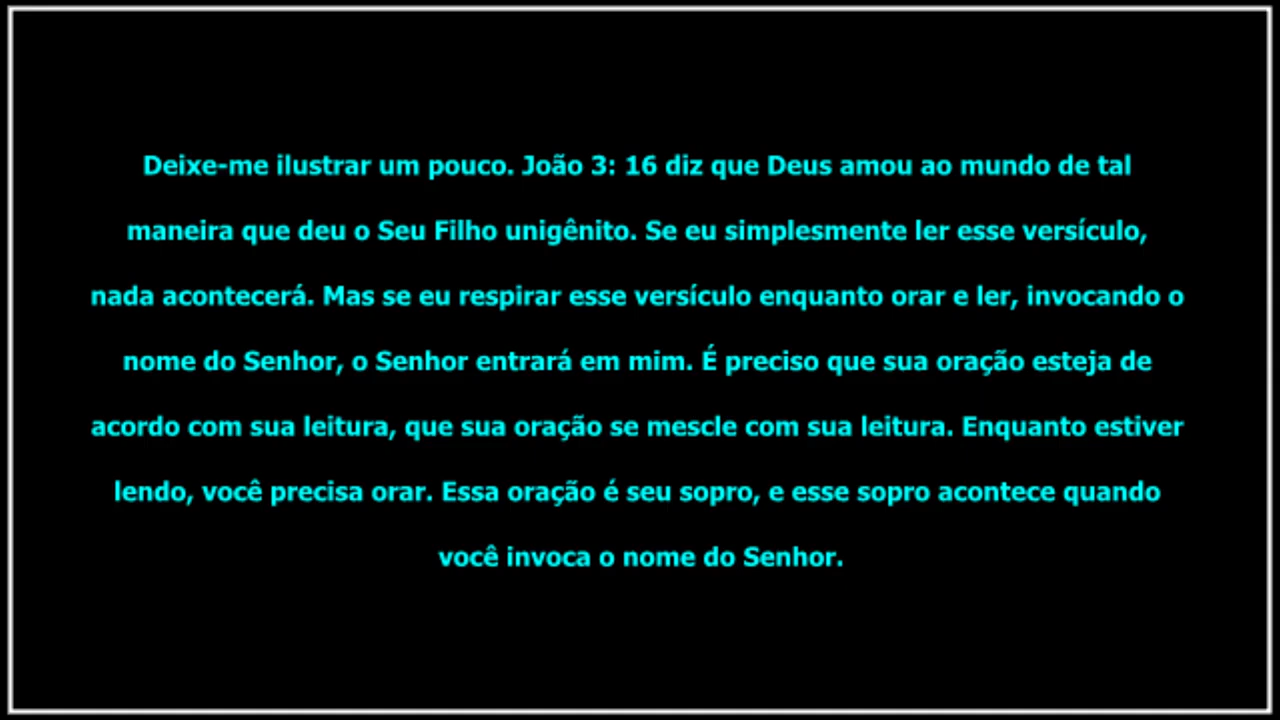 Deixe-me ilustrar um pouco. João 3: 16 diz que Deus amou ao mundo de tal
maneira que deu o Seu Filho unigênito. Se eu simplesmente ler esse versículo,
nada acontecerá. Mas se eu respirar esse versículo enquanto orar e ler, invocando o
nome do Senhor, o Senhor entrará em mim. É preciso que sua oração esteja de
acordo com sua leitura, que sua oração se mescle com sua leitura. Enquanto estiver
lendo, você precisa orar. Essa oração é seu sopro, e esse sopro acontece quando
você invoca o nome do Senhor.